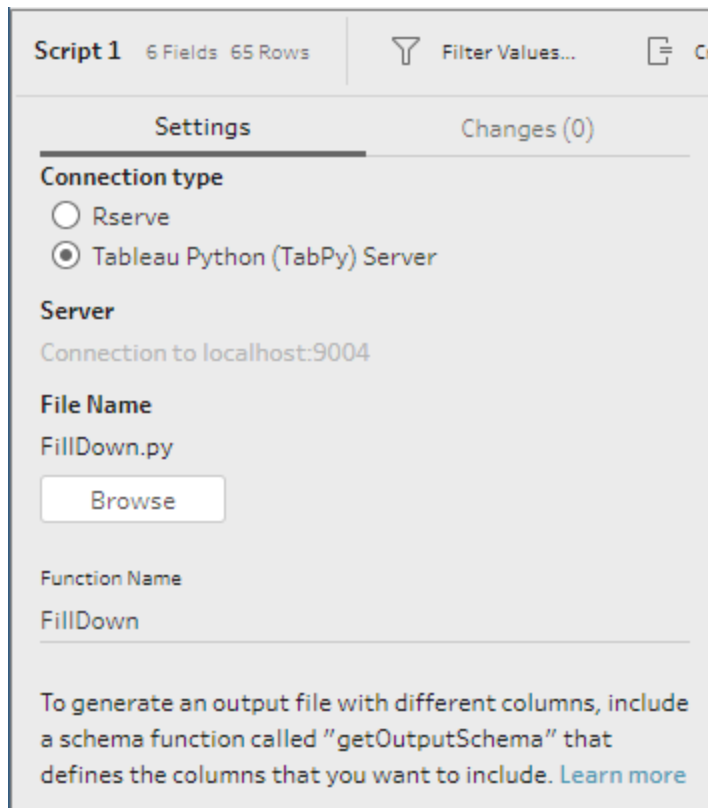 Script 1 6 Fields 65 Rows Filter Values...
Settings Changes (0)
Connection type
Rserve
Tableau Python (TabPy) Server
Server
Connection to localhost:9004
File Name
FillDown.py
Browse
Function Name
FillDown
To generate an output file with different columns, include
a schema function called "getOutputSchema" that
defines the columns that you want to include. Learn more